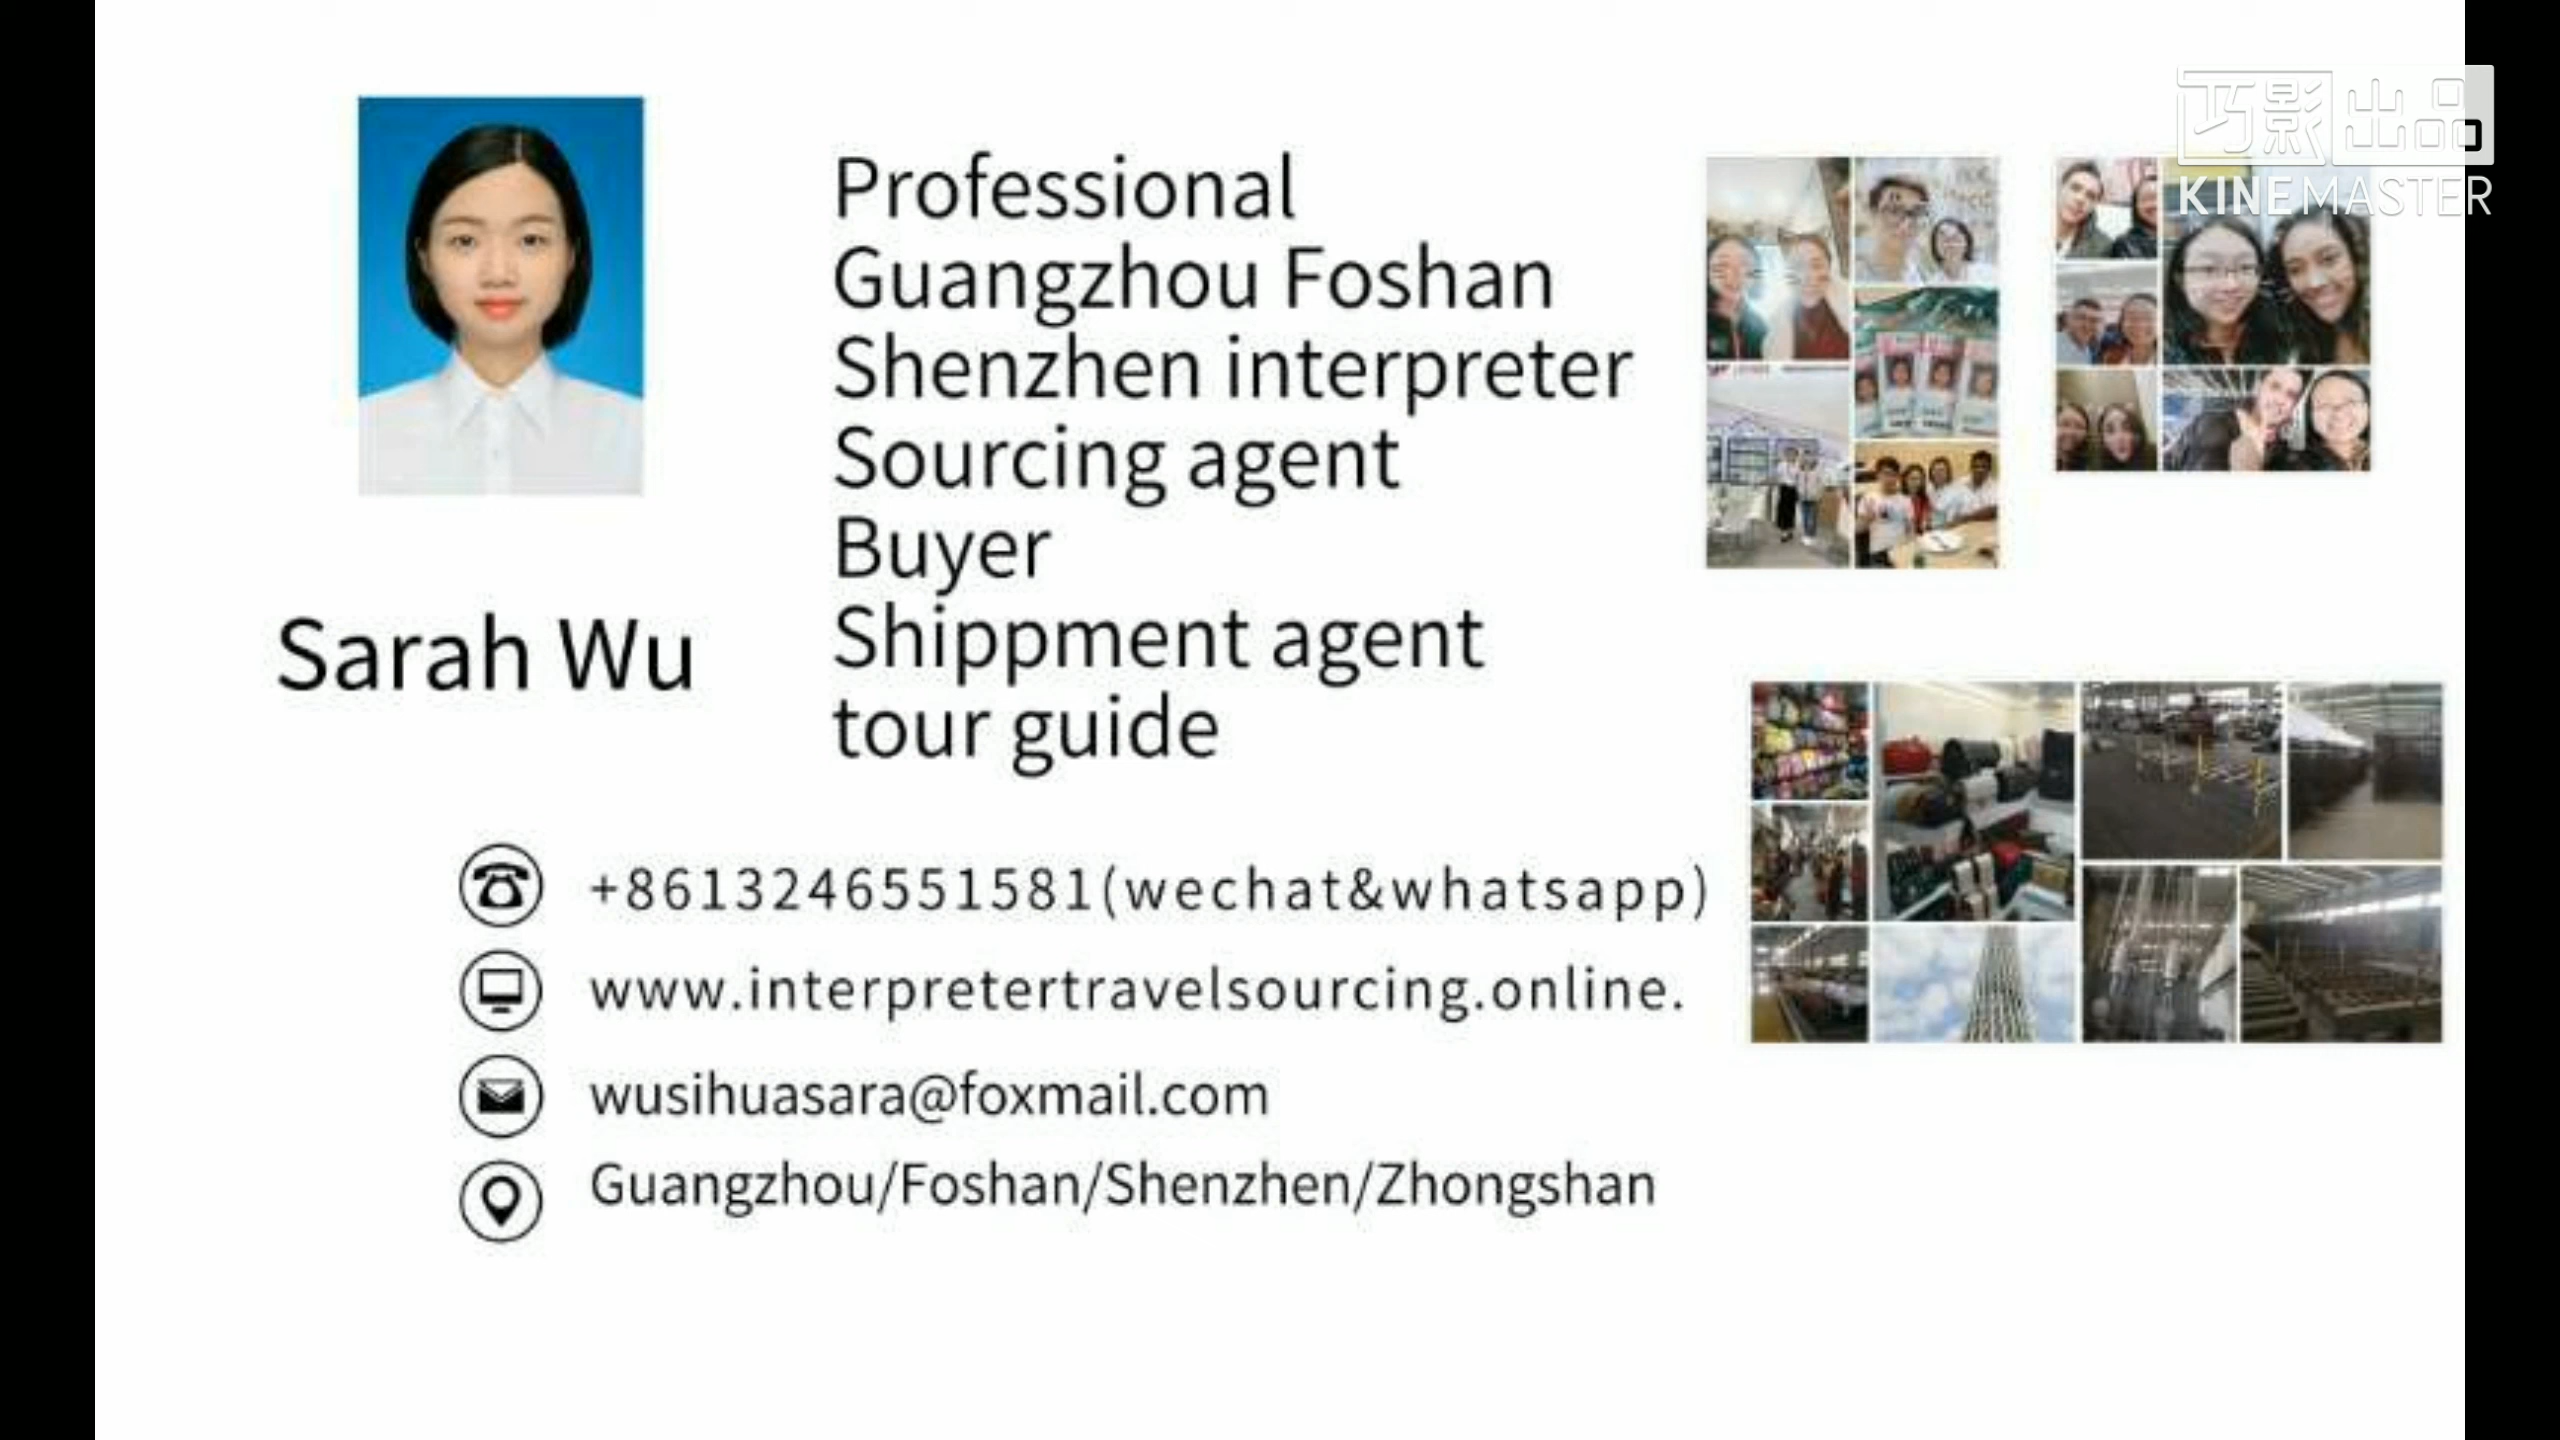 Sarah Wu
Professional
Guangzhou Foshan
Shenzhen interpreter
Sourcing agent
Buyer
Shippment agent
tour guide
+8613246551581(wechat&whatsapp)
www.interpretertravelsourcing.online.
wusihuasara@foxmail.com
Guangzhou/Foshan/Shenzhen/Zhongshan
巧影出品
KINEMASTER